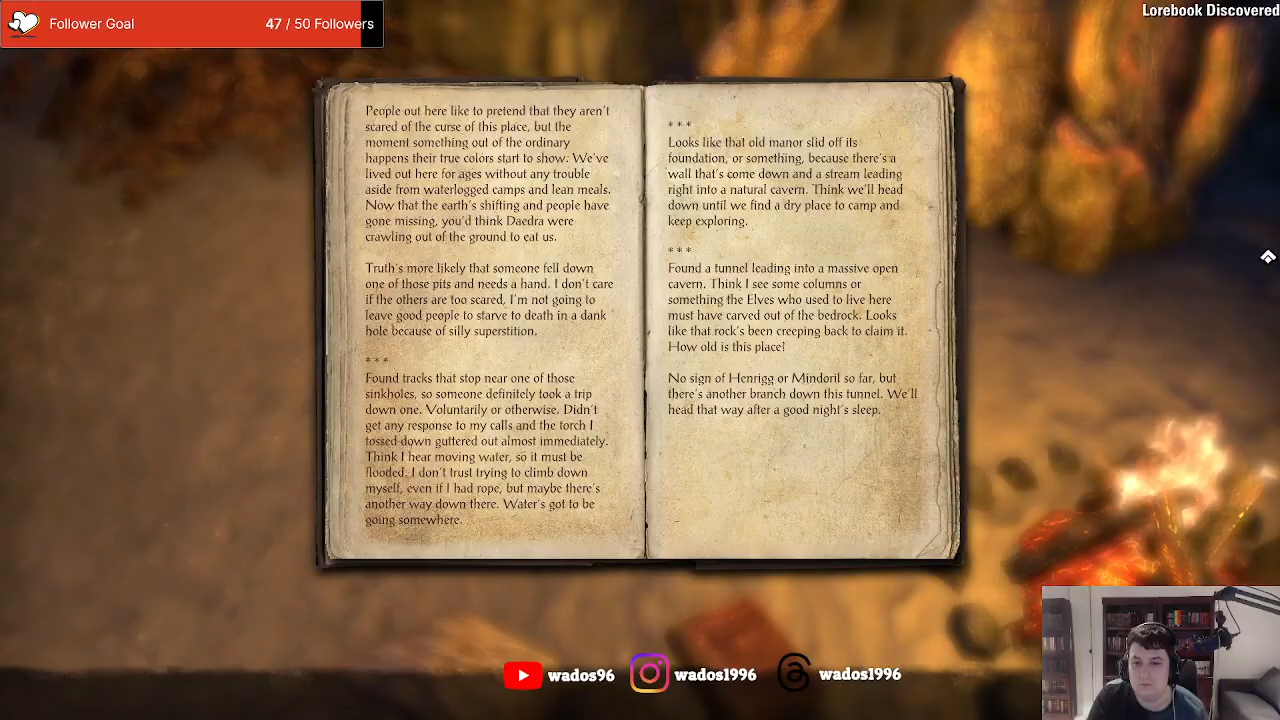 Follower Goal
47 / 50 Followers
Lorebook Discovered
People out here like to pretend that they aren't
scared of the curse of this place, but the
moment something out of the ordinary
happens their true colors start to show. We've
lived out here for ages without any trouble
aside from waterlogged camps and lean meals.
Now that the earth's shifting and people have
gone missing, you'd think Daedra were
crawling out of the ground to eat us.
Truth's more likely that someone fell down
one of those pits and needs a hand. I don't care
if the others are too scared, I'm not going to
leave good people to starve to death in a dank
hole because of silly superstition.
* * *
Found tracks that stop near one of those
sinkholes, so someone definitely took a trip
down one. Voluntarily or otherwise. Didn't
get any response to my calls and the torch I
tossed down guttered out almost immediately.
Think I hear moving water, so it must be
flooded. I don't trust trying to climb down
myself, even if I had rope, but maybe there's
another way down there. Water's got to be
going somewhere.
* * *
Looks like that old manor slid off its
foundation, or something, because there's a
wall that's come down and a stream leading
right into a natural cavern. Think we'll head
down until we find a dry place to camp and
keep exploring.
* * *
Found a tunnel leading into a massive open
cavern. Think I see some columns or
something the Elves who used to live here
must have carved out of the bedrock. Looks
like that rock's been creeping back to claim it.
How old is this place?
No sign of Henrigg or Mindoril so far, but
there's another branch down this tunnel. We'll
head that way after a good night's sleep.
wados96
wados1996
wados1996